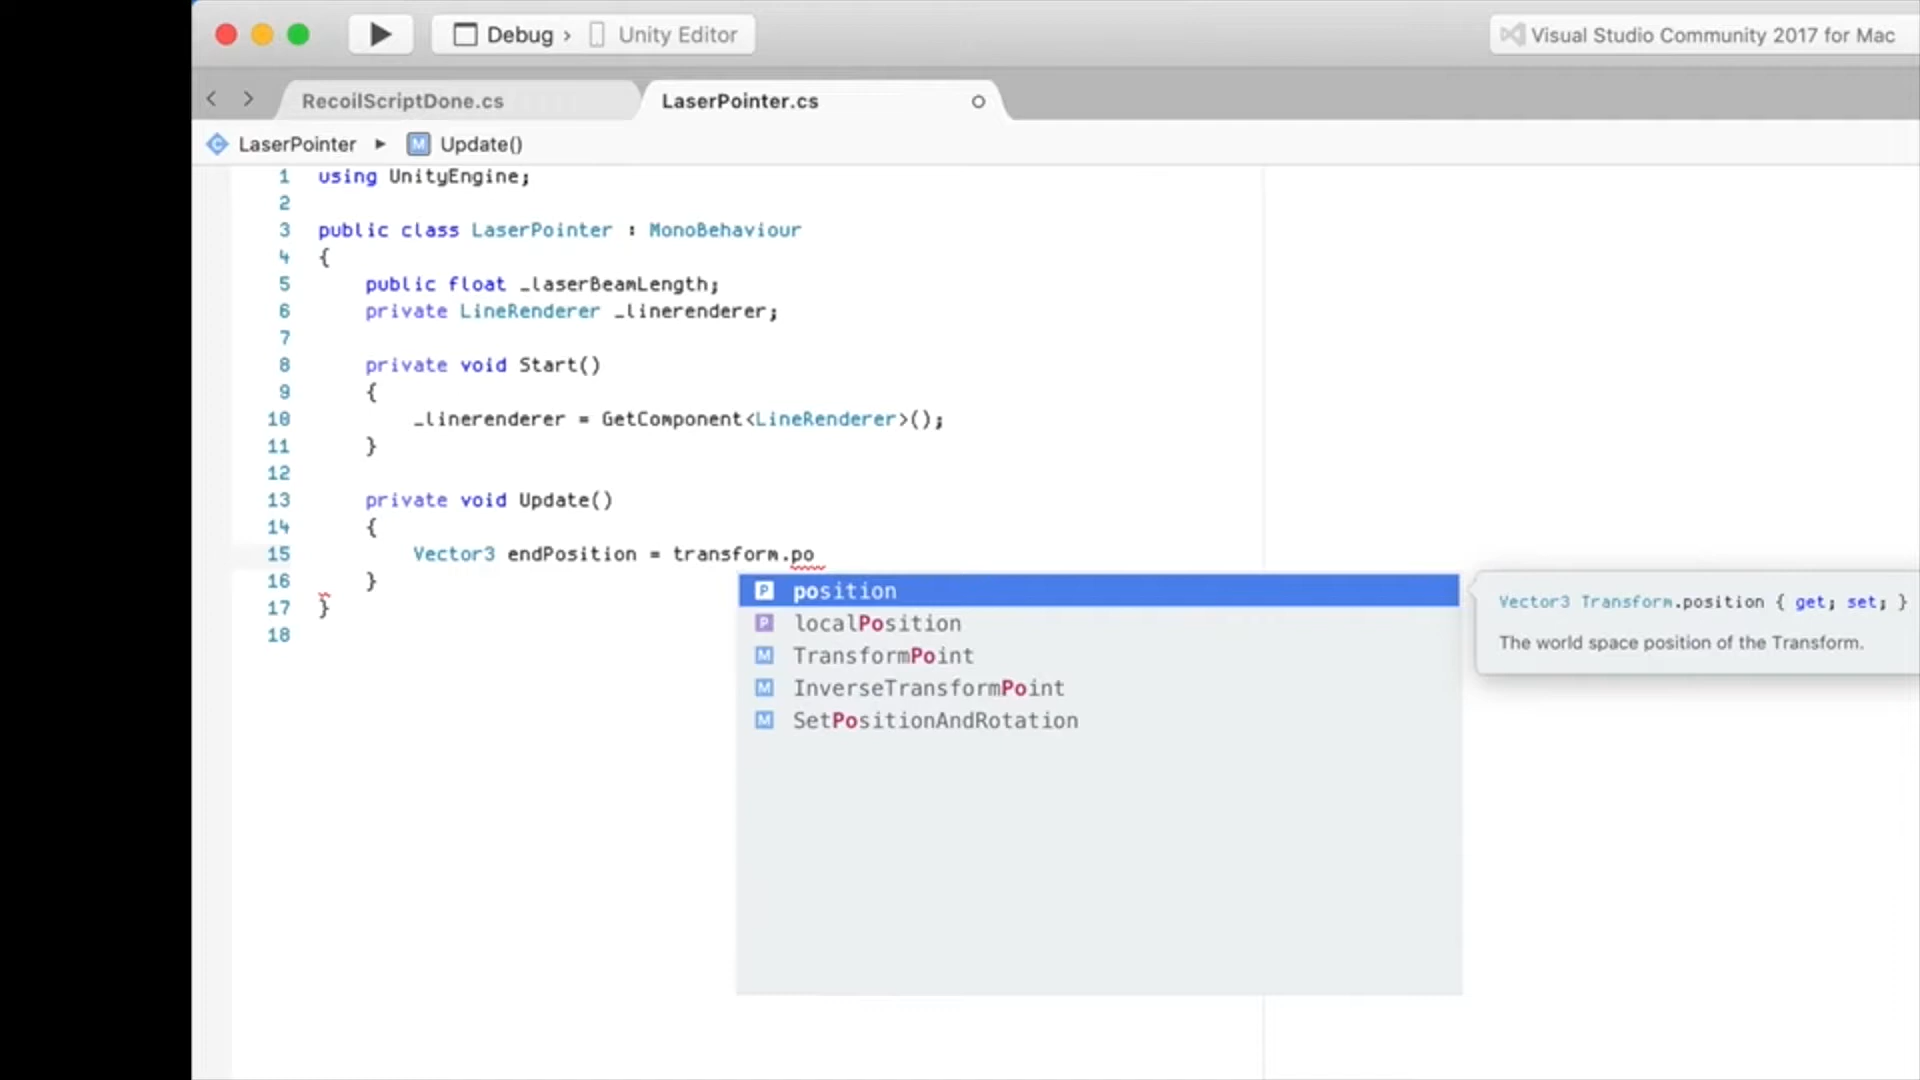 Debug › Unity Editor
Visual Studio Community 2017 for Mac
RecoilScriptDone.cs
LaserPointer.cs
LaserPointer ▸ M Update()
1 using UnityEngine;
2
3 public class LaserPointer : MonoBehaviour
4 {
5 public float _laserBeamLength;
6 private LineRenderer _linerenderer;
7
8 private void Start()
9 {
10 _linerenderer = GetComponent<LineRenderer>();
11 }
12
13 private void Update()
14 {
15 Vector3 endPosition = transform.po
16 }
17 }
18
P position
P localPosition
M TransformPoint
M InverseTransformPoint
M SetPositionAndRotation
Vector3 Transform.position { get; set; }
The world space position of the Transform.